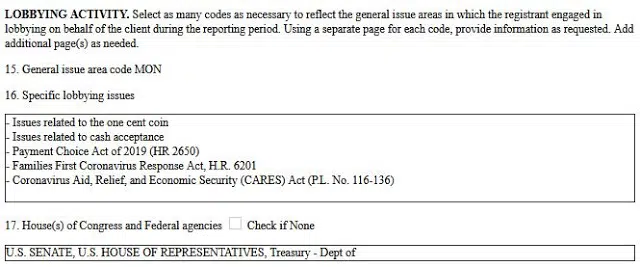 LOBBYING ACTIVITY. Select as many codes as necessary to reflect the general issue areas in which the registrant engaged in
lobbying on behalf of the client during the reporting period. Using a separate page for each code, provide information as requested. Add
additional page(s) as needed.
15. General issue area code MON
16. Specific lobbying issues
- Issues related to the one cent coin
- Issues related to cash acceptance
- Payment Choice Act of 2019 (HR 2650)
- Families First Coronavirus Response Act, H.R. 6201
- Coronavirus Aid, Relief, and Economic Security (CARES) Act (P.L. No. 116-136)
17. House(s) of Congress and Federal agencies Check if None
U.S. SENATE, U.S. HOUSE OF REPRESENTATIVES, Treasury - Dept of